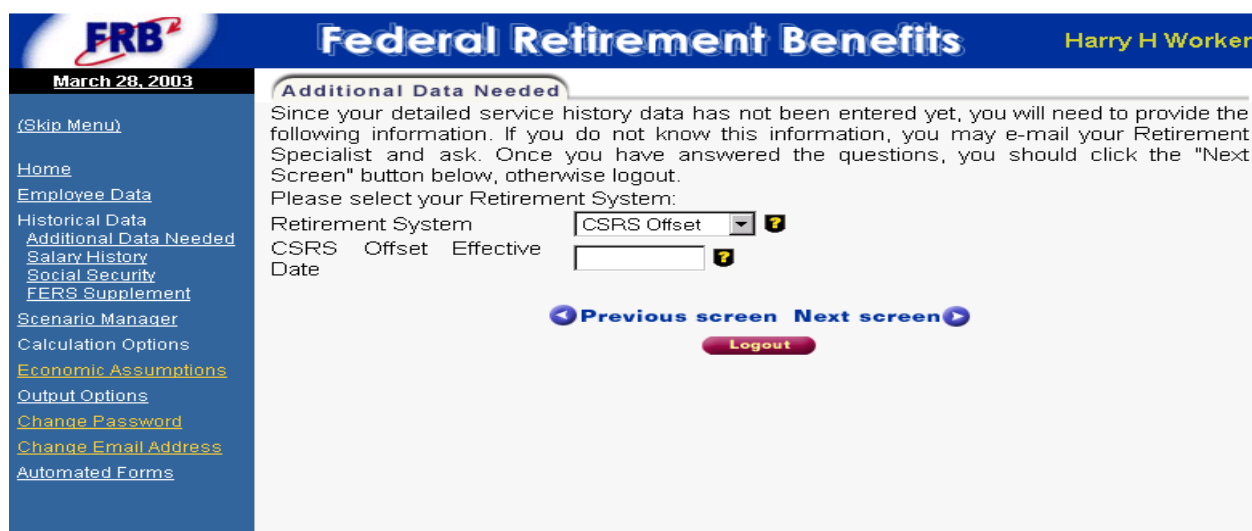 FRB
Federal Retirement Benefits
Harry H Worker
March 28, 2003
(Skip Menu)
Home
Employee Data
Historical Data
Additional Data Needed
Salary History
Social Security
FERS Supplement
Scenario Manager
Calculation Options
Economic Assumptions
Output Options
Change Password
Change Email Address
Automated Forms
Additional Data Needed
Since your detailed service history data has not been entered yet, you will need to provide the
following information. If you do not know this information, you may e-mail your Retirement
Specialist and ask. Once you have answered the questions, you should click the "Next
Screen" button below, otherwise logout.
Please select your Retirement System:
Retirement System CSRS Offset ?
CSRS Offset Effective
Date ?
Previous screen Next screen
Logout